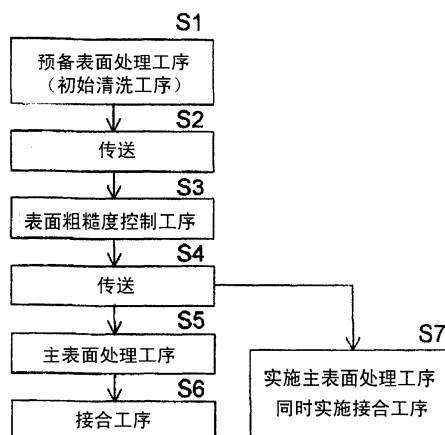 S1
预备表面处理工序
（初始清洗工序）
S2
传送
S3
表面粗糙度控制工序
S4
传送
S5
主表面处理工序
S6
接合工序
S7
实施主表面处理工序
同时实施接合工序